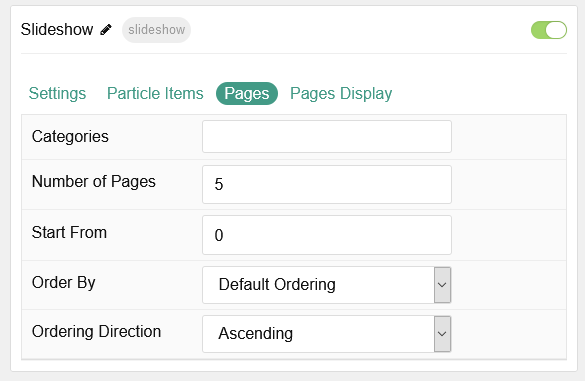 Slideshow slideshow
Settings Particle Items Pages Pages Display
Categories
Number of Pages 5
Start From 0
Order By Default Ordering
Ordering Direction Ascending